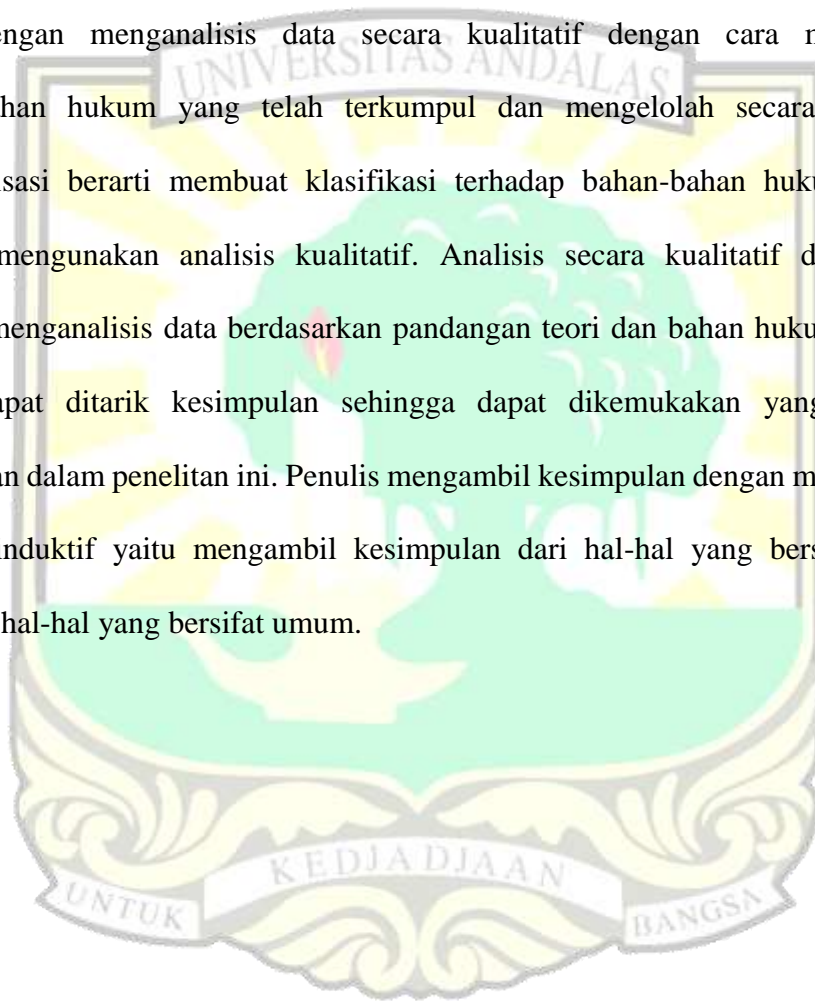 engan menganalisis data secara kualitatif dengan cara m
UNIVERSITAS ANDALAS
han hukum yang telah terkumpul dan mengelolah secara
sasi berarti membuat klasifikasi terhadap bahan-bahan huku
mengunakan analisis kualitatif. Analisis secara kualitatif d
menganalisis data berdasarkan pandangan teori dan bahan huku
apat ditarik kesimpulan sehingga dapat dikemukakan yang
an dalam penelitan ini. Penulis mengambil kesimpulan dengan m
induktif yaitu mengambil kesimpulan dari hal-hal yang bers
hal-hal yang bersifat umum.
UNTUK KEDJADJAAN BANGSA